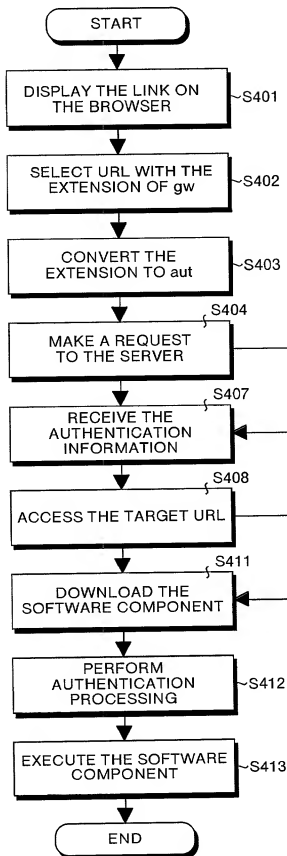 START
DISPLAY THE LINK ON
THE BROWSER
S401
SELECT URL WITH THE
EXTENSION OF gw
S402
CONVERT THE
EXTENSION TO aut
S403
S404
MAKE A REQUEST
TO THE SERVER
S407
RECEIVE THE
AUTHENTICATION
INFORMATION
S408
ACCESS THE TARGET URL
S411
DOWNLOAD THE
SOFTWARE COMPONENT
PERFORM
AUTHENTICATION
PROCESSING
S412
EXECUTE THE SOFTWARE
COMPONENT
S413
END